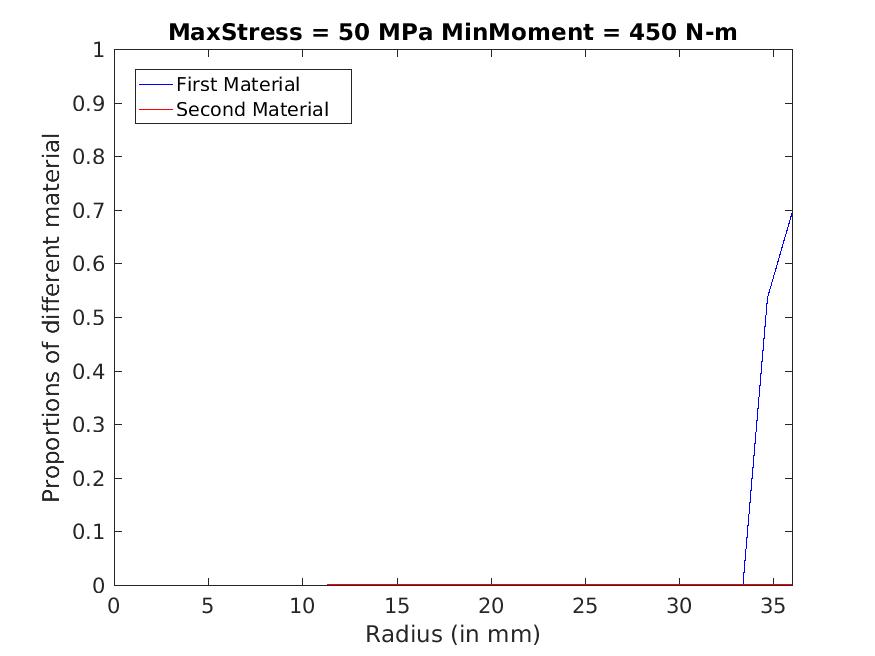 MaxStress = 50 MPa MinMoment = 450 N-m
1
First Material
Second Material
0.9
0.8
0.7
0.6
0.5
0.4
0.3
0.2
0.1
0
Proportions of different material
0 5 10 15 20 25 30 35
Radius (in mm)